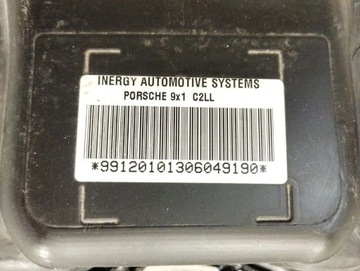 INERGY AUTOMOTIVE SYSTEMS
PORSCHE 9x1 C2LL
*99120101306049190*